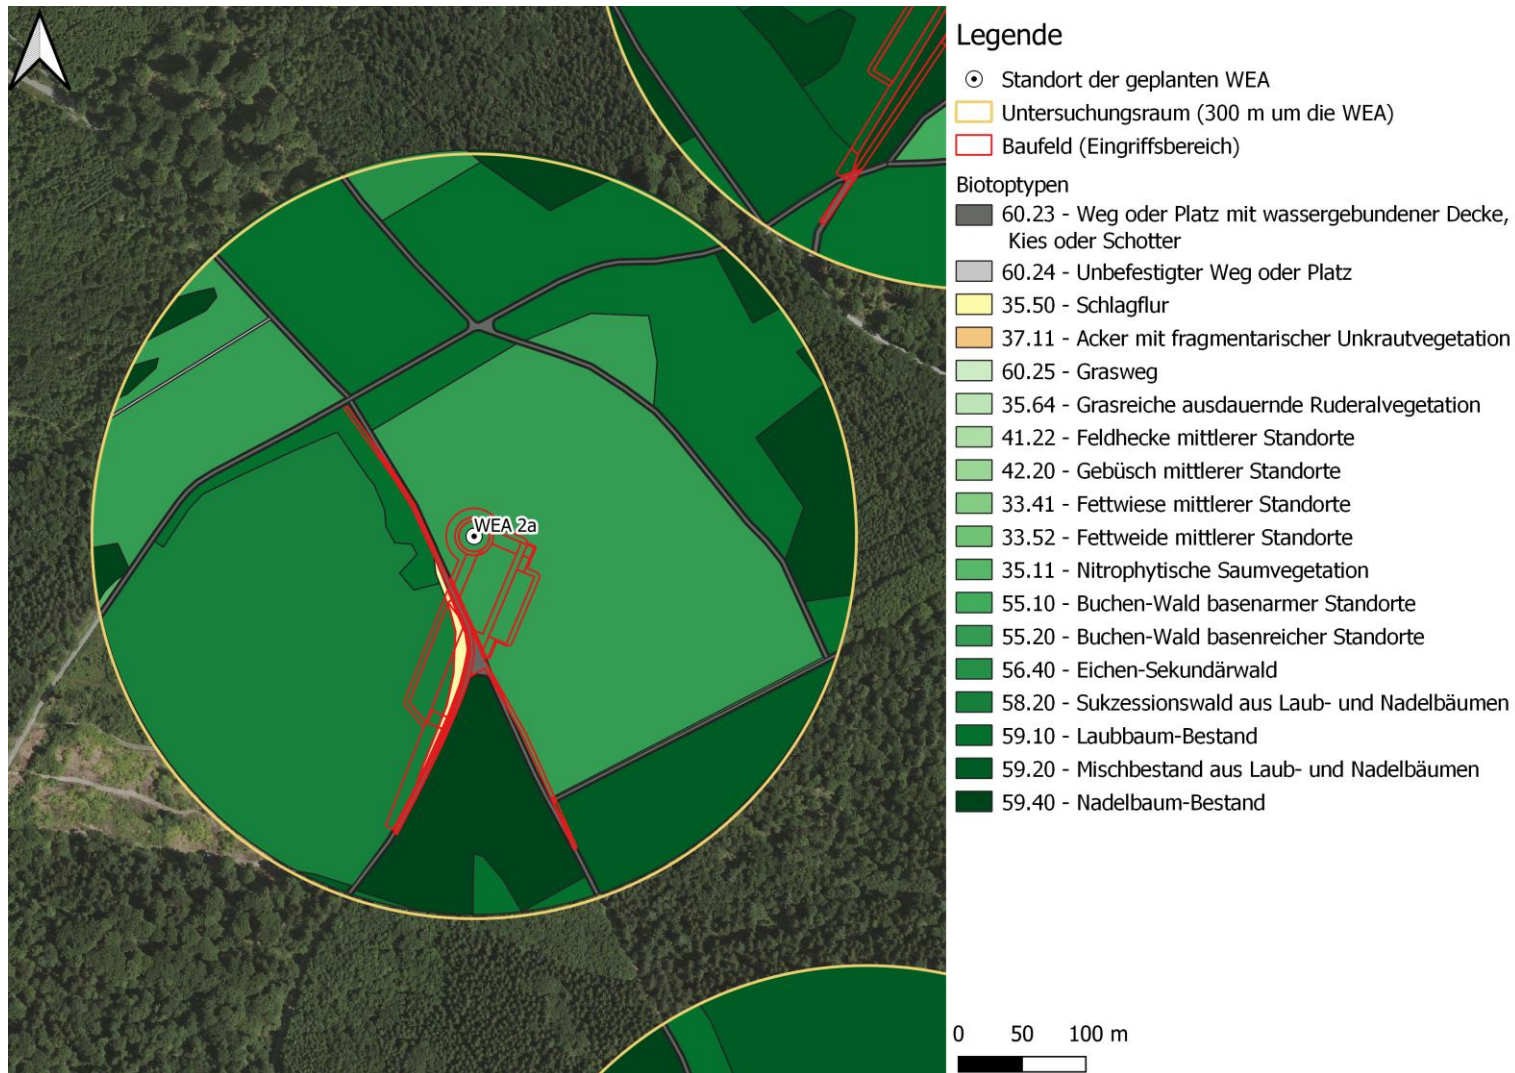 WEA 2a
Legende
Standort der geplanten WEA
Untersuchungsraum (300 m um die WEA)
Baufeld (Eingriffsbereich)
Biotoptypen
60.23 - Weg oder Platz mit wassergebundener Decke,
Kies oder Schotter
60.24 - Unbefestigter Weg oder Platz
35.50 - Schlagflur
37.11 - Acker mit fragmentarischer Unkrautvegetation
60.25 - Grasweg
35.64 - Grasreiche ausdauernde Ruderalvegetation
41.22 - Feldhecke mittlerer Standorte
42.20 - Gebüsch mittlerer Standorte
33.41 - Fettwiese mittlerer Standorte
33.52 - Fettweide mittlerer Standorte
35.11 - Nitrophytische Saumvegetation
55.10 - Buchen-Wald basenarmer Standorte
55.20 - Buchen-Wald basenreicher Standorte
56.40 - Eichen-Sekundärwald
58.20 - Sukzessionswald aus Laub- und Nadelbäumen
59.10 - Laubbaum-Bestand
59.20 - Mischbestand aus Laub- und Nadelbäumen
59.40 - Nadelbaum-Bestand
0 50 100 m